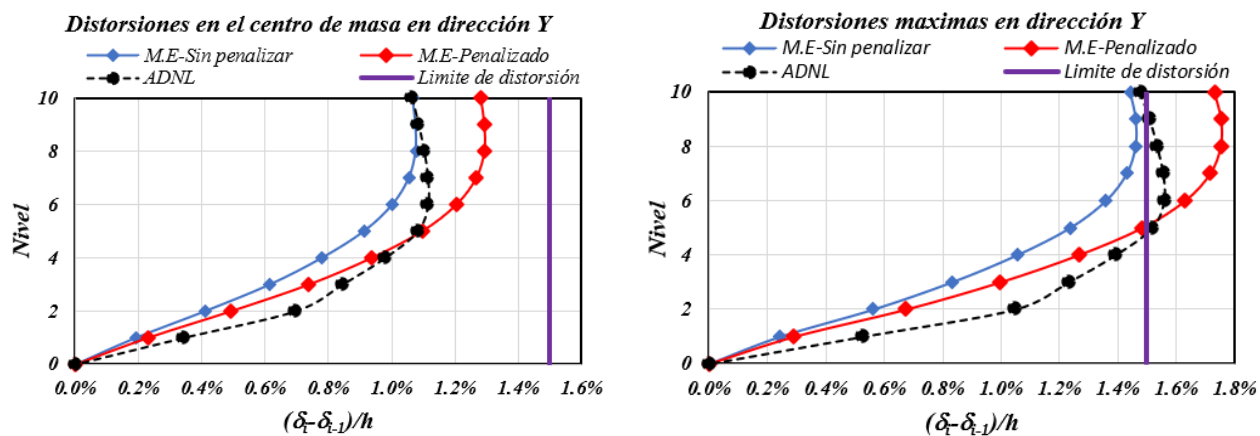 Distorsiones en el centro de masa en dirección Y
M.E-Sin penalizar
M.E-Penalizado
ADNL
Limite de distorsión
10
8
6
4
2
0
Nivel
0.0% 0.2% 0.4% 0.6% 0.8% 1.0% 1.2% 1.4% 1.6%
(δi-δi-1)/h
Distorsiones maximas en dirección Y
M.E-Sin penalizar
M.E-Penalizado
ADNL
Limite de distorsión
10
8
6
4
2
0
Nivel
0.0% 0.2% 0.4% 0.6% 0.8% 1.0% 1.2% 1.4% 1.6% 1.8%
(δi-δi-1)/h